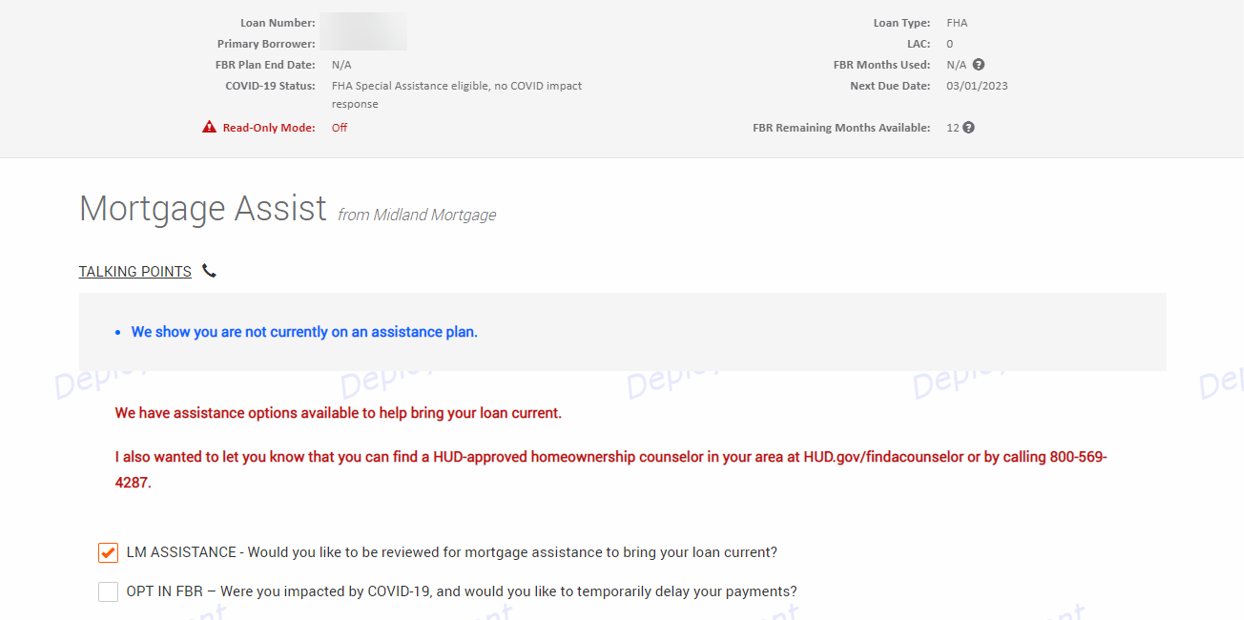 Loan Number:
Loan Type: FHA
Primary Borrower:
LAC: 0
FBR Plan End Date: N/A
FBR Months Used: N/A
COVID-19 Status: FHA Special Assistance eligible, no COVID impact
response
Next Due Date: 03/01/2023
Read-Only Mode: Off
FBR Remaining Months Available: 12
Mortgage Assist from Midland Mortgage
TALKING POINTS
• We show you are not currently on an assistance plan.
We have assistance options available to help bring your loan current.
I also wanted to let you know that you can find a HUD-approved homeownership counselor in your area at HUD.gov/findacounselor or by calling 800-569-
4287.
LM ASSISTANCE - Would you like to be reviewed for mortgage assistance to bring your loan current?
OPT IN FBR – Were you impacted by COVID-19, and would you like to temporarily delay your payments?